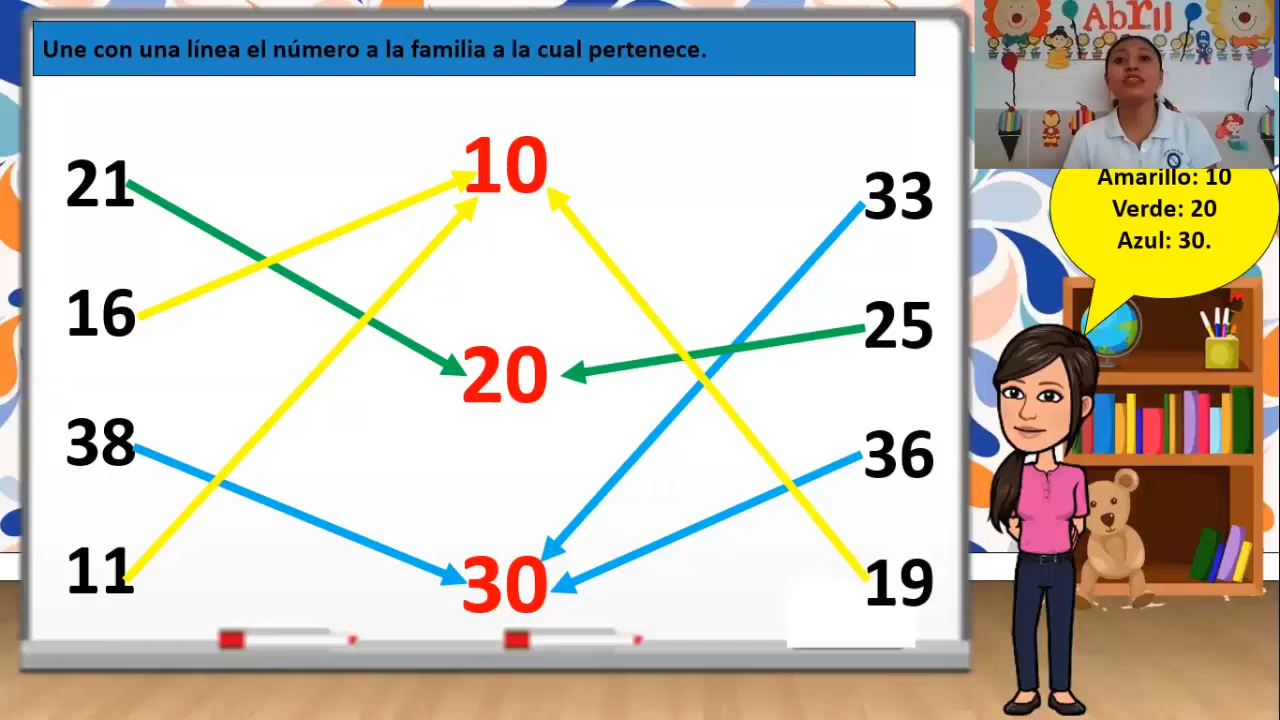 Une con una línea el número a la familia a la cual pertenece.
Abril
21
10
33
16
20
25
38
30
36
11
19
Amarillo: 10
Verde: 20
Azul: 30.